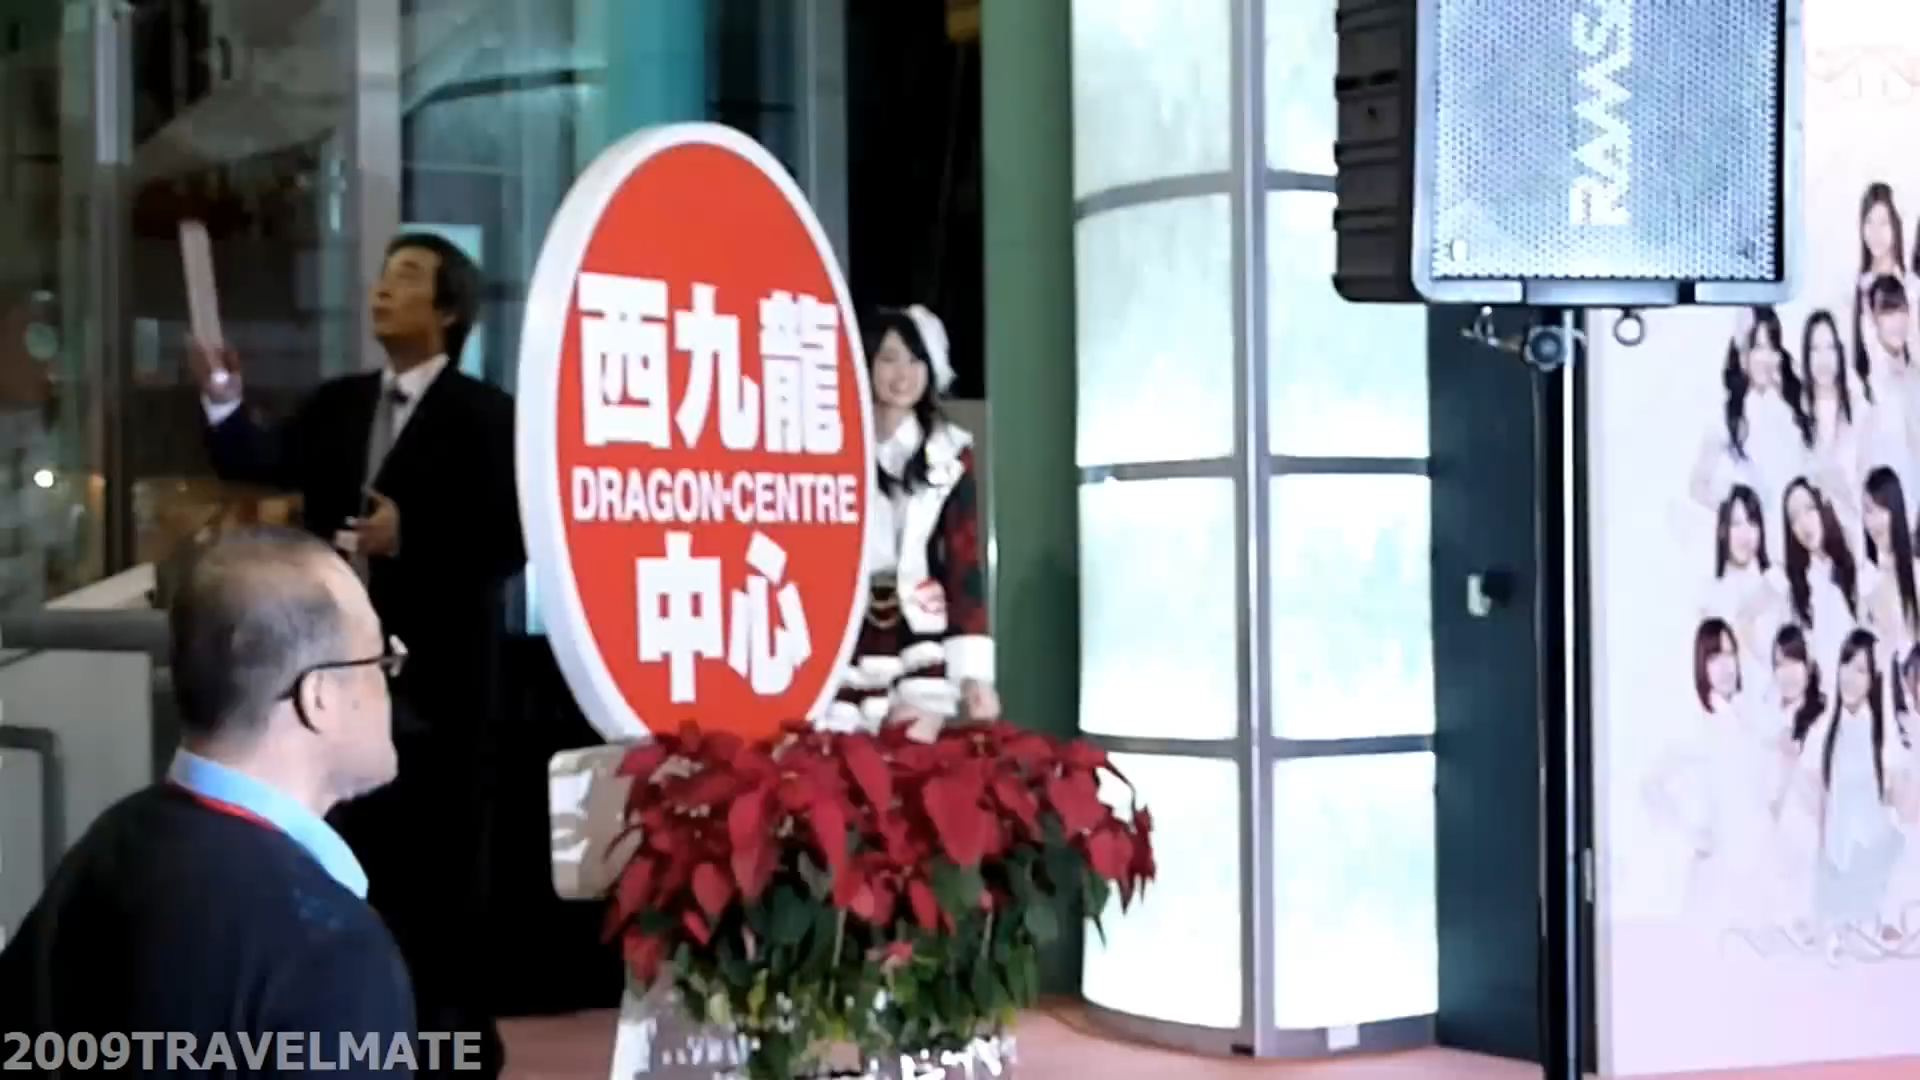 西九龍
DRAGON·CENTRE
中心
RAMSA
2009TRAVELMATE